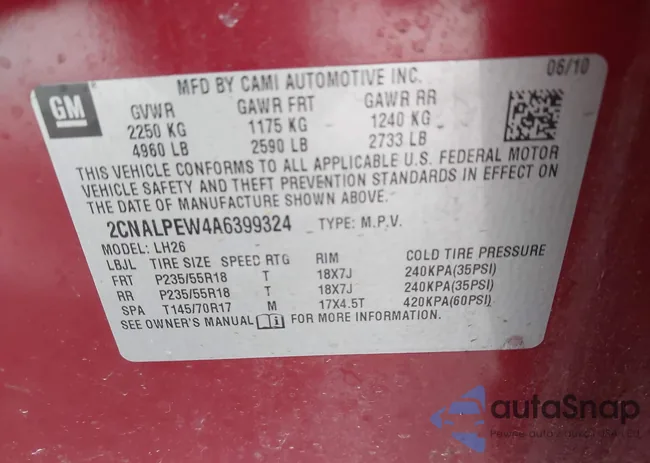 MFD BY CAMI AUTOMOTIVE INC. 06/10
GM
GVWR GAWR FRT GAWR RR
2250 KG 1175 KG 1240 KG
4960 LB 2590 LB 2733 LB
THIS VEHICLE CONFORMS TO ALL APPLICABLE U.S. FEDERAL MOTOR
VEHICLE SAFETY AND THEFT PREVENTION STANDARDS IN EFFECT ON
THE DATE OF MANUFACTURE SHOWN ABOVE.
2CNALPEW4A6399324 TYPE: M.P.V.
MODEL: LH26
LBJL TIRE SIZE SPEED RTG RIM COLD TIRE PRESSURE
FRT P235/55R18 T 18X7J 240KPA(35PSI)
RR P235/55R18 T 18X7J 240KPA(35PSI)
SPA T145/70R17 M 17X4.5T 420KPA(60PSI)
SEE OWNER'S MANUAL FOR MORE INFORMATION.
autaSnap